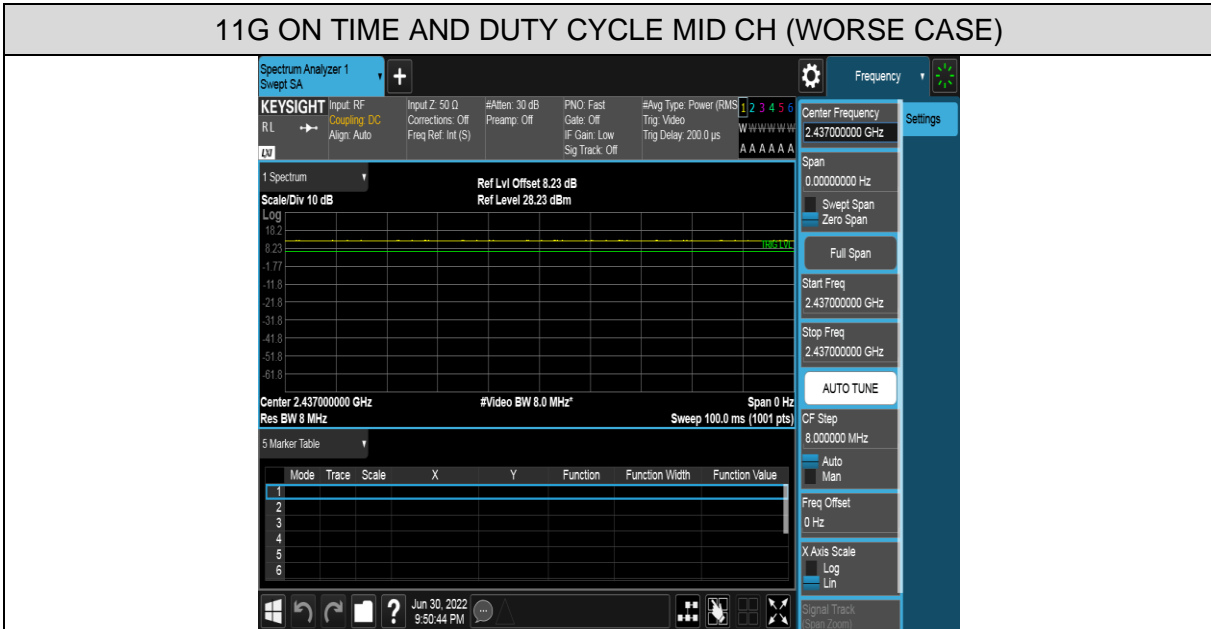 11G ON TIME AND DUTY CYCLE MID CH (WORSE CASE)
Spectrum Analyzer 1
Swept SA
+
Frequency
KEYSIGHT
RL
LXI
Input: RF
Coupling: DC
Align: Auto
Input Z: 50 Ω
Corrections: Off
Freq Ref: Int (S)
#Atten: 30 dB
Preamp: Off
PNO: Fast
Gate: Off
IF Gain: Low
Sig Track: Off
#Avg Type: Power (RMS
Trig: Video
Trig Delay: 200.0 µs
1 2 3 4 5 6
W W W W W W
A A A A A A
1 Spectrum
Scale/Div 10 dB
Ref Lvl Offset 8.23 dB
Ref Level 28.23 dBm
Log
18.2
8.23
-1.77
-11.8
-21.8
-31.8
-41.8
-51.8
-61.8
TRIG LVL
Center 2.437000000 GHz
#Video BW 8.0 MHz*
Span 0 Hz
Res BW 8 MHz
Sweep 100.0 ms (1001 pts)
5 Marker Table
Mode Trace Scale X Y Function Function Width Function Value
1
2
3
4
5
6
?
Jun 30, 2022
9:50:44 PM
Center Frequency
2.437000000 GHz
Settings
Span
0.00000000 Hz
Swept Span
Zero Span
Full Span
Start Freq
2.437000000 GHz
Stop Freq
2.437000000 GHz
AUTO TUNE
CF Step
8.000000 MHz
Auto
Man
Freq Offset
0 Hz
X Axis Scale
Log
Lin
Signal Track
(Span Zoom)